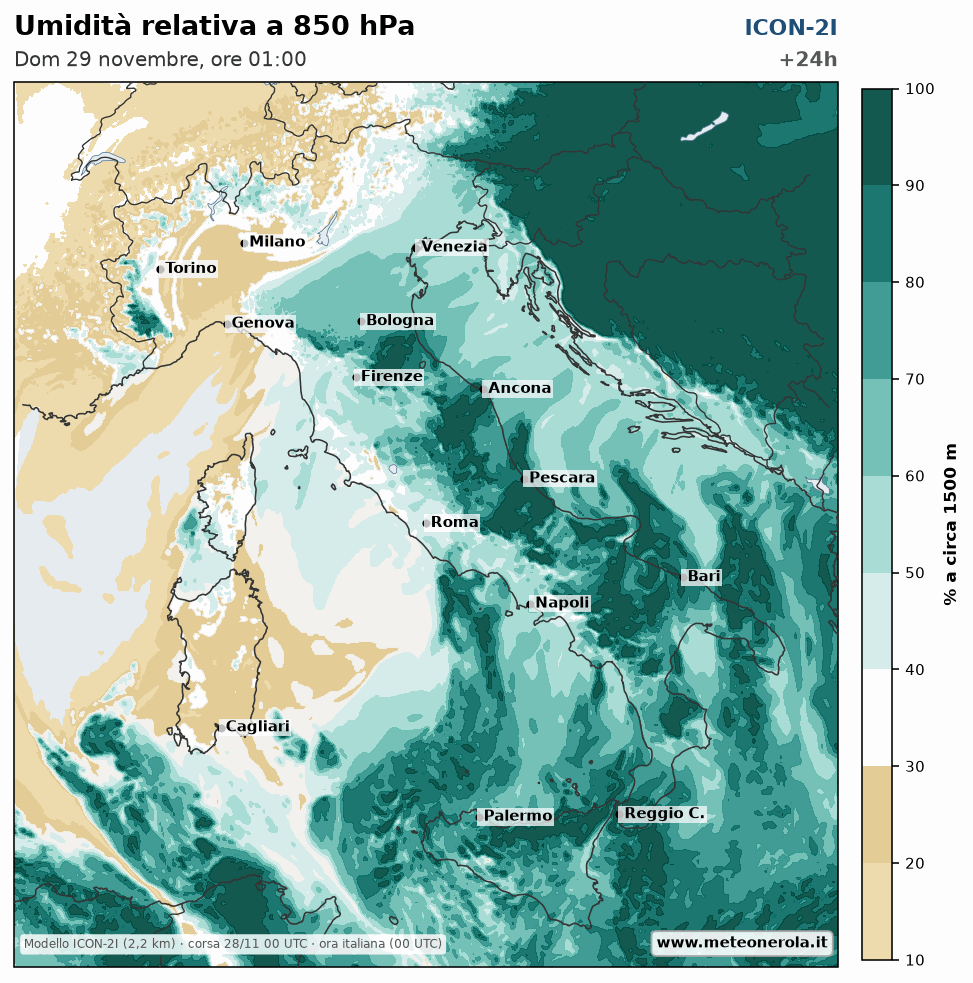 Umidità relativa a 850 hPa
ICON-2I
Dom 29 novembre, ore 01:00
+24h
100
90
80
70
60
50
40
30
20
10
% a circa 1500 m
Milano
Venezia
Torino
Genova
Bologna
Firenze
Ancona
Pescara
Roma
Bari
Napoli
Cagliari
Palermo
Reggio C.
Modello ICON-2I (2,2 km) · corsa 28/11 00 UTC · ora italiana (00 UTC)
www.meteonerola.it